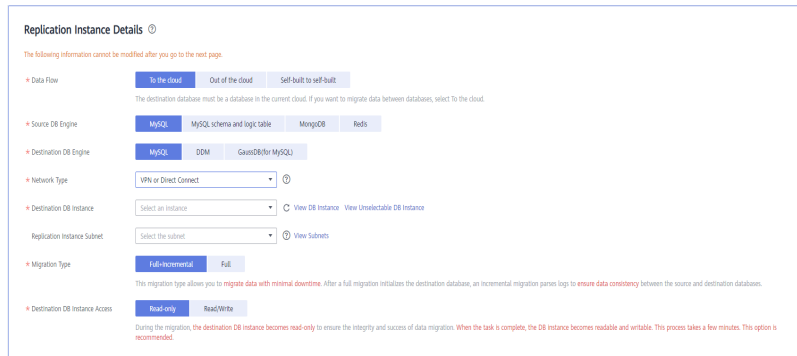 Replication Instance Details ?
The following information cannot be modified after you go to the next page.
* Data Flow To the cloud Out of the cloud Self-built to self-built
The destination database must be a database in the current cloud. If you want to migrate data between databases, select To the cloud.
* Source DB Engine MySQL MySQL schema and logic table MongoDB Redis
* Destination DB Engine MySQL DDM GaussDB(for MySQL)
* Network Type VPN or Direct Connect ?
* Destination DB Instance Select an instance View DB Instance View Unselectable DB Instance
Replication Instance Subnet Select the subnet ? View Subnets
* Migration Type Full+Incremental Full
This migration type allows you to migrate data with minimal downtime. After a full migration initializes the destination database, an incremental migration parses logs to ensure data consistency between the source and destination databases.
* Destination DB Instance Access Read-only Read/Write
During the migration, the destination DB instance becomes read-only to ensure the integrity and success of data migration. When the task is complete, the DB instance becomes readable and writable. This process takes a few minutes. This option is
recommended.